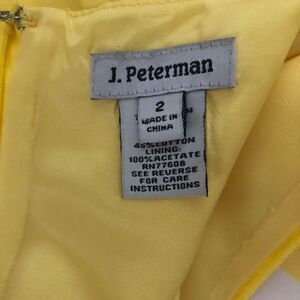 J. Peterman
2
MADE IN
CHINA
45%COTTON
LINING:
100%ACETATE
RN77608
SEE REVERSE
FOR CARE
INSTRUCTIONS